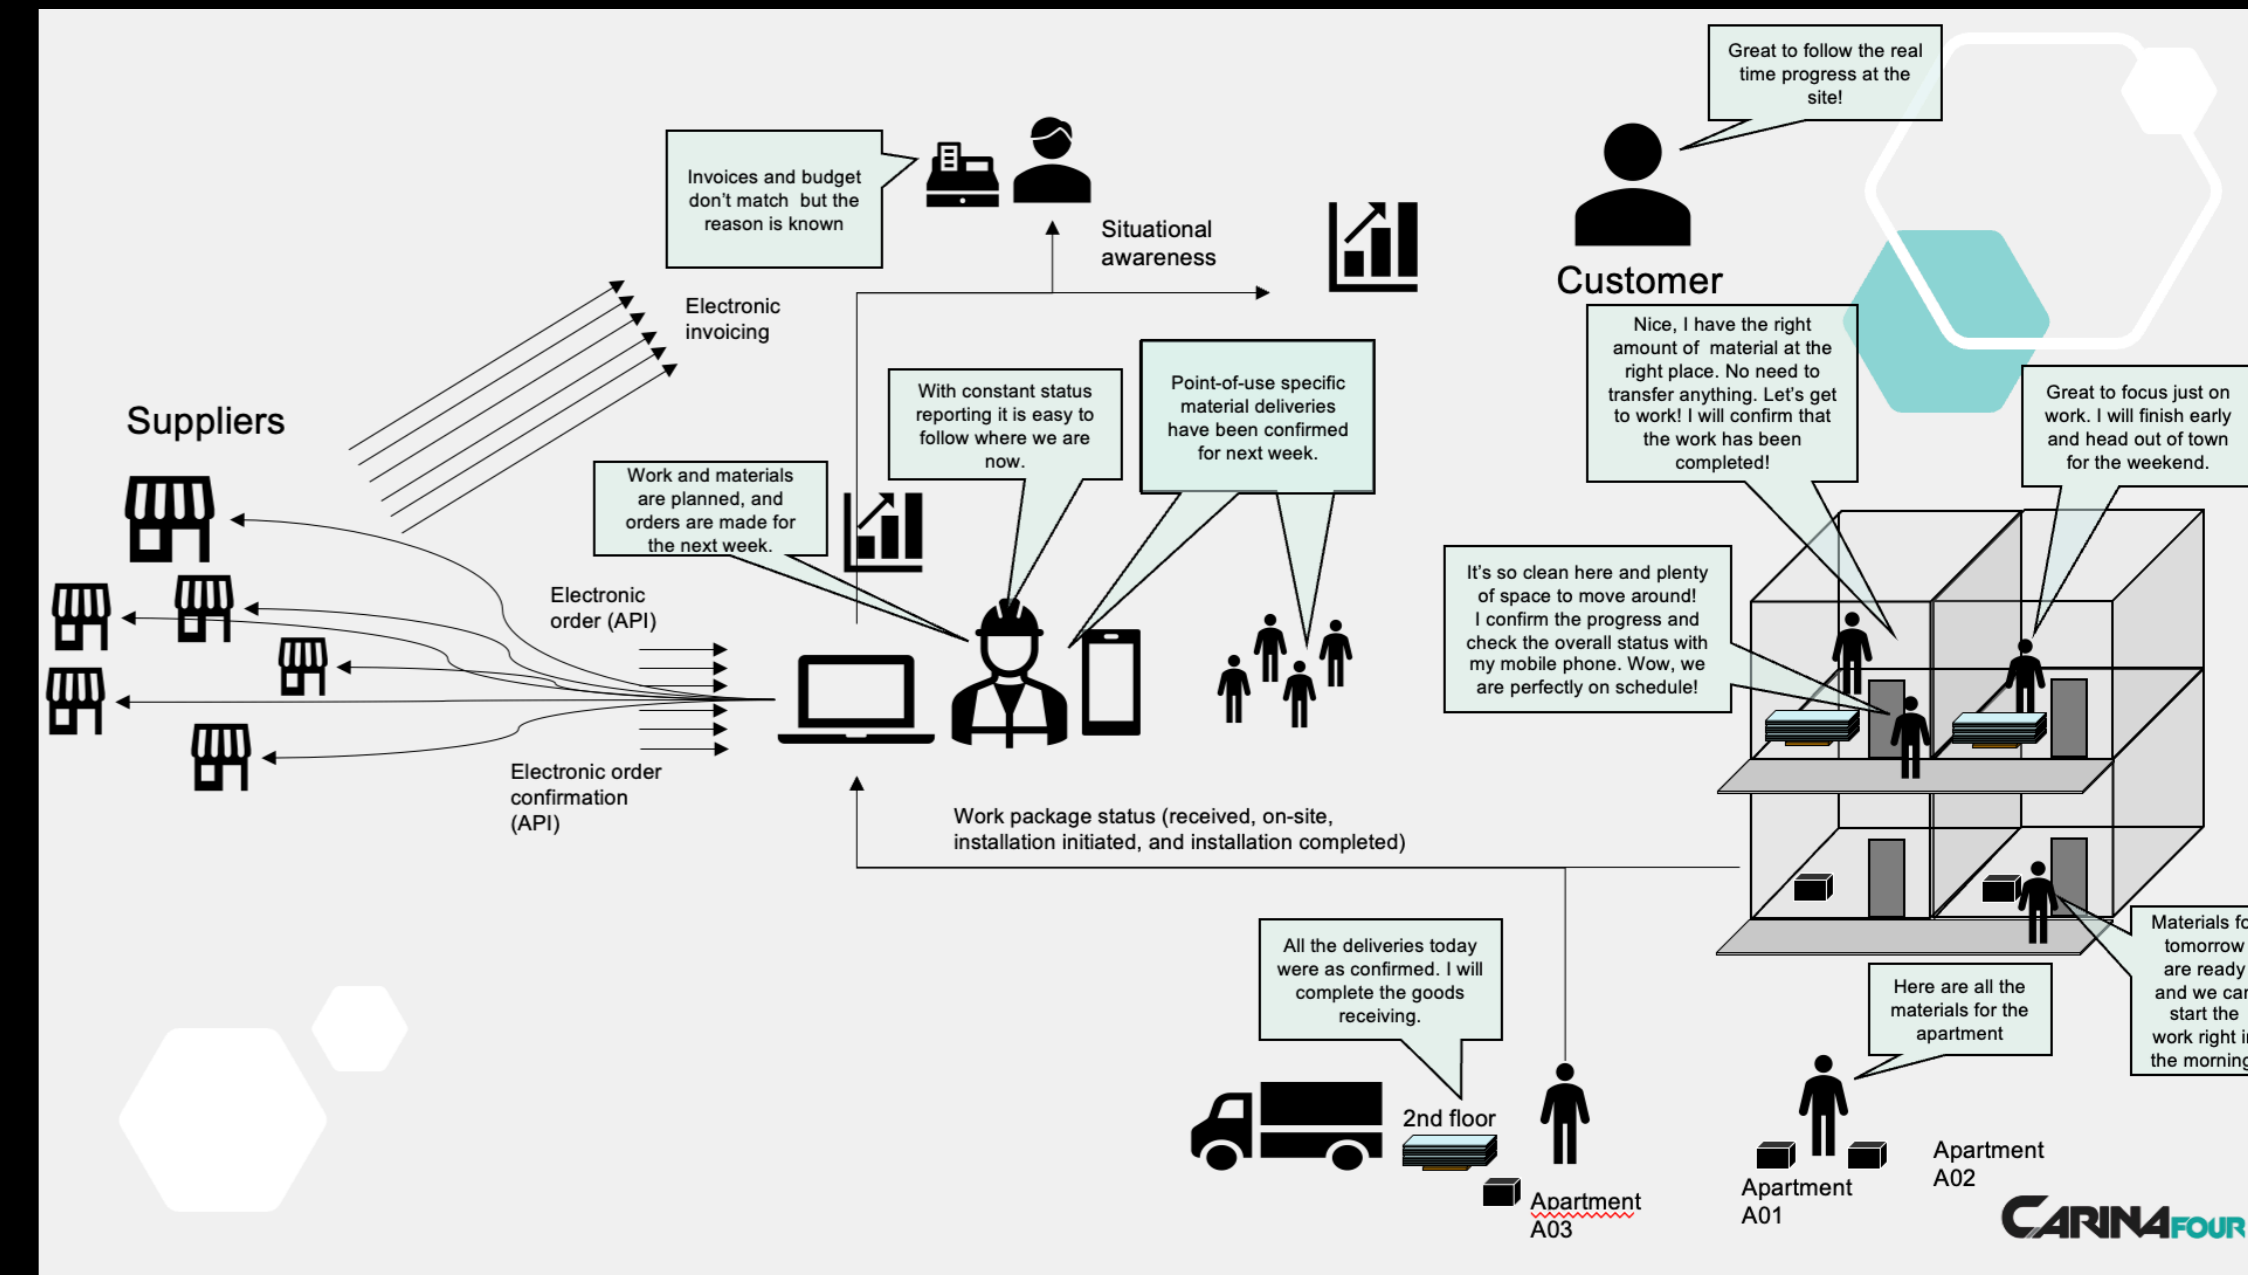 Great to follow the real
time progress at the
site!
Invoices and budget
don't match but the
reason is known
Situational
awareness
Customer
Electronic
invoicing
Nice, I have the right
amount of material at the
right place. No need to
transfer anything. Let's get
to work! I will confirm that
the work has been
completed!
With constant status
reporting it is easy to
follow where we are
now.
Point-of-use specific
material deliveries
have been confirmed
for next week.
Great to focus just on
work. I will finish early
and head out of town
for the weekend.
Suppliers
Work and materials
are planned, and
orders are made for
the next week.
Electronic
order (API)
It's so clean here and plenty
of space to move around!
I confirm the progress and
check the overall status with
my mobile phone. Wow, we
are perfectly on schedule!
Electronic order
confirmation
(API)
Work package status (received, on-site,
installation initiated, and installation completed)
All the deliveries today
were as confirmed. I will
complete the goods
receiving.
Here are all the
materials for the
apartment
Materials fo
tomorrow
are ready
and we can
start the
work right in
the morning
2nd floor
Apartment
A03
Apartment
A01
Apartment
A02
CARINAFOUR